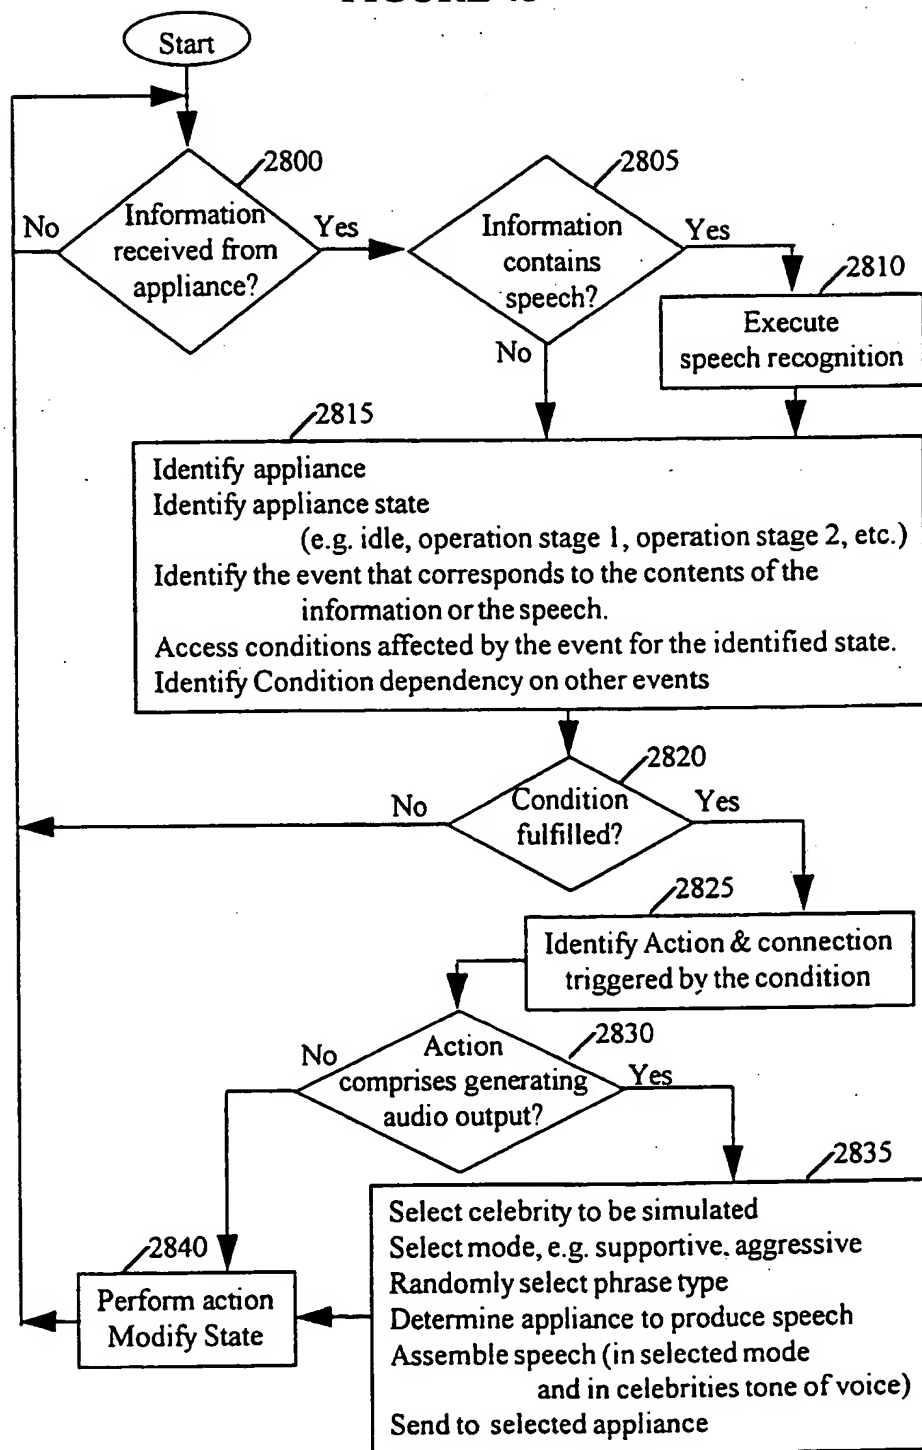 Start
2800
Information
received from
appliance?
No
Yes
2805
Information
contains
speech?
Yes
No
2810
Execute
speech recognition
2815
Identify appliance
Identify appliance state
(e.g. idle, operation stage 1, operation stage 2, etc.)
Identify the event that corresponds to the contents of the
information or the speech.
Access conditions affected by the event for the identified state.
Identify Condition dependency on other events
2820
Condition
fulfilled?
No
Yes
2825
Identify Action & connection
triggered by the condition
2830
Action
comprises generating
audio output?
No
Yes
2835
Select celebrity to be simulated
Select mode, e.g. supportive, aggressive
Randomly select phrase type
Determine appliance to produce speech
Assemble speech (in selected mode
and in celebrities tone of voice)
Send to selected appliance
2840
Perform action
Modify State